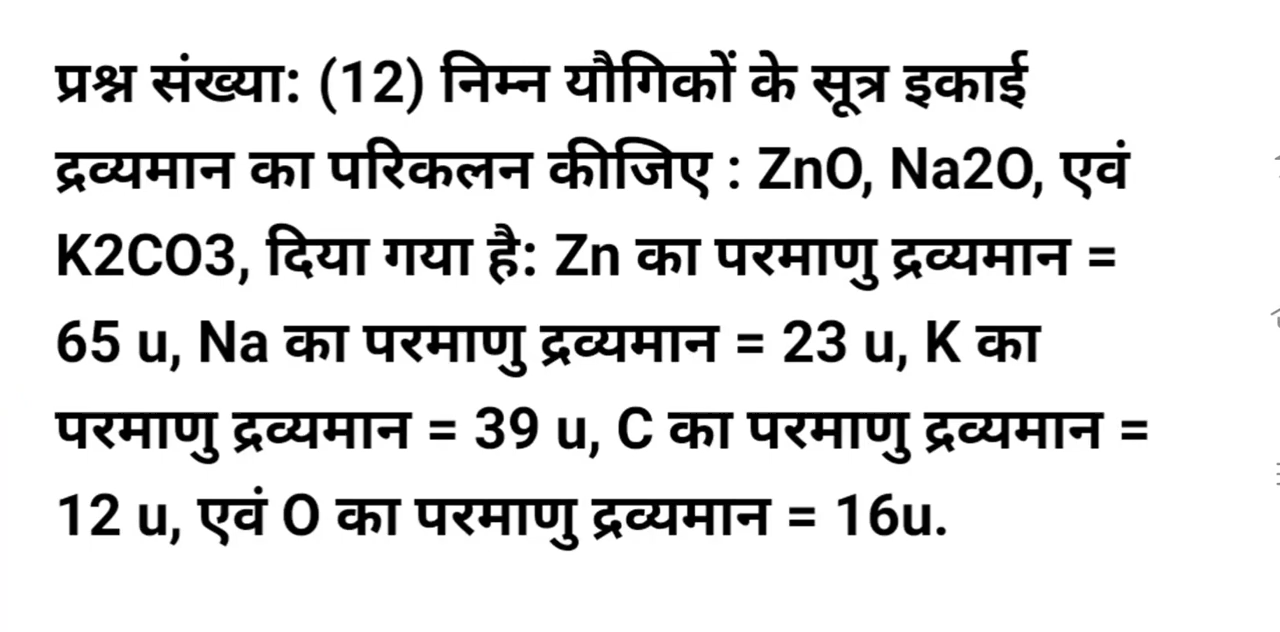 प्रश्न संख्या: (12) निम्न यौगिकों के सूत्र इकाई
द्रव्यमान का परिकलन कीजिए : ZnO, Na2O, एवं
K2CO3, दिया गया है: Zn का परमाणु द्रव्यमान =
65 u, Na का परमाणु द्रव्यमान = 23 u, K का
परमाणु द्रव्यमान = 39 u, C का परमाणु द्रव्यमान =
12 u, एवं O का परमाणु द्रव्यमान = 16u.